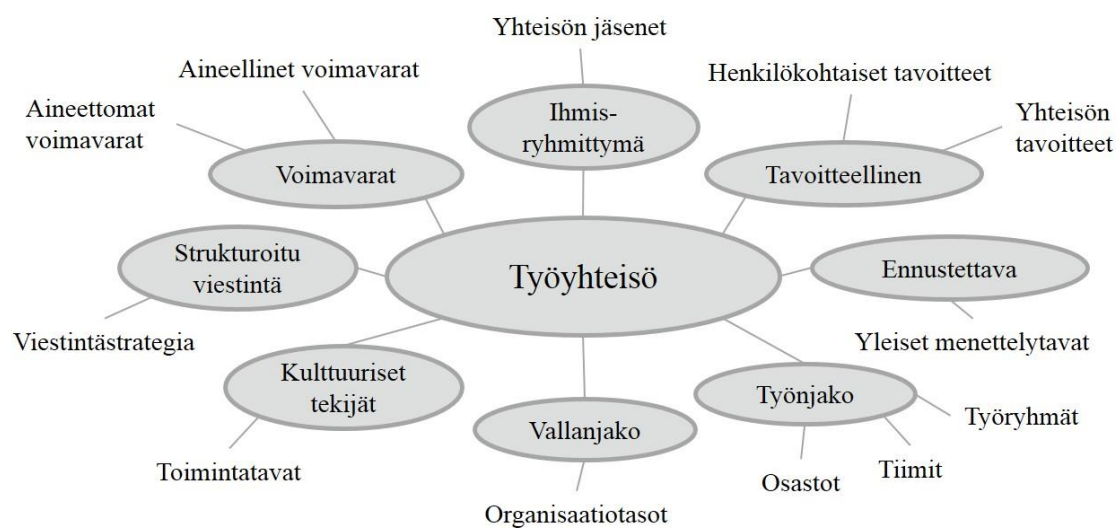 Yhteisön jäsenet
Aineellinet voimavarat
Henkilökohtaiset tavoitteet
Aineettomat
voimavarat
Ihmis-
ryhmittymä
Yhteisön
tavoitteet
Voimavarat
Tavoitteellinen
Strukturoitu
viestintä
Työyhteisö
Ennustettava
Viestintästrategia
Yleiset menettelytavat
Kulttuuriset
tekijät
Työnjako
Vallanjako
Työryhmät
Toimintatavat
Osastot
Tiimit
Organisaatiotasot